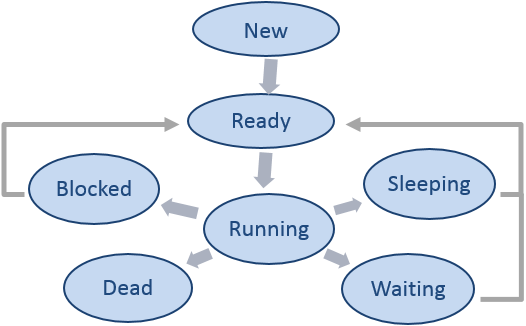 New
Ready
Blocked
Sleeping
Running
Dead
Waiting